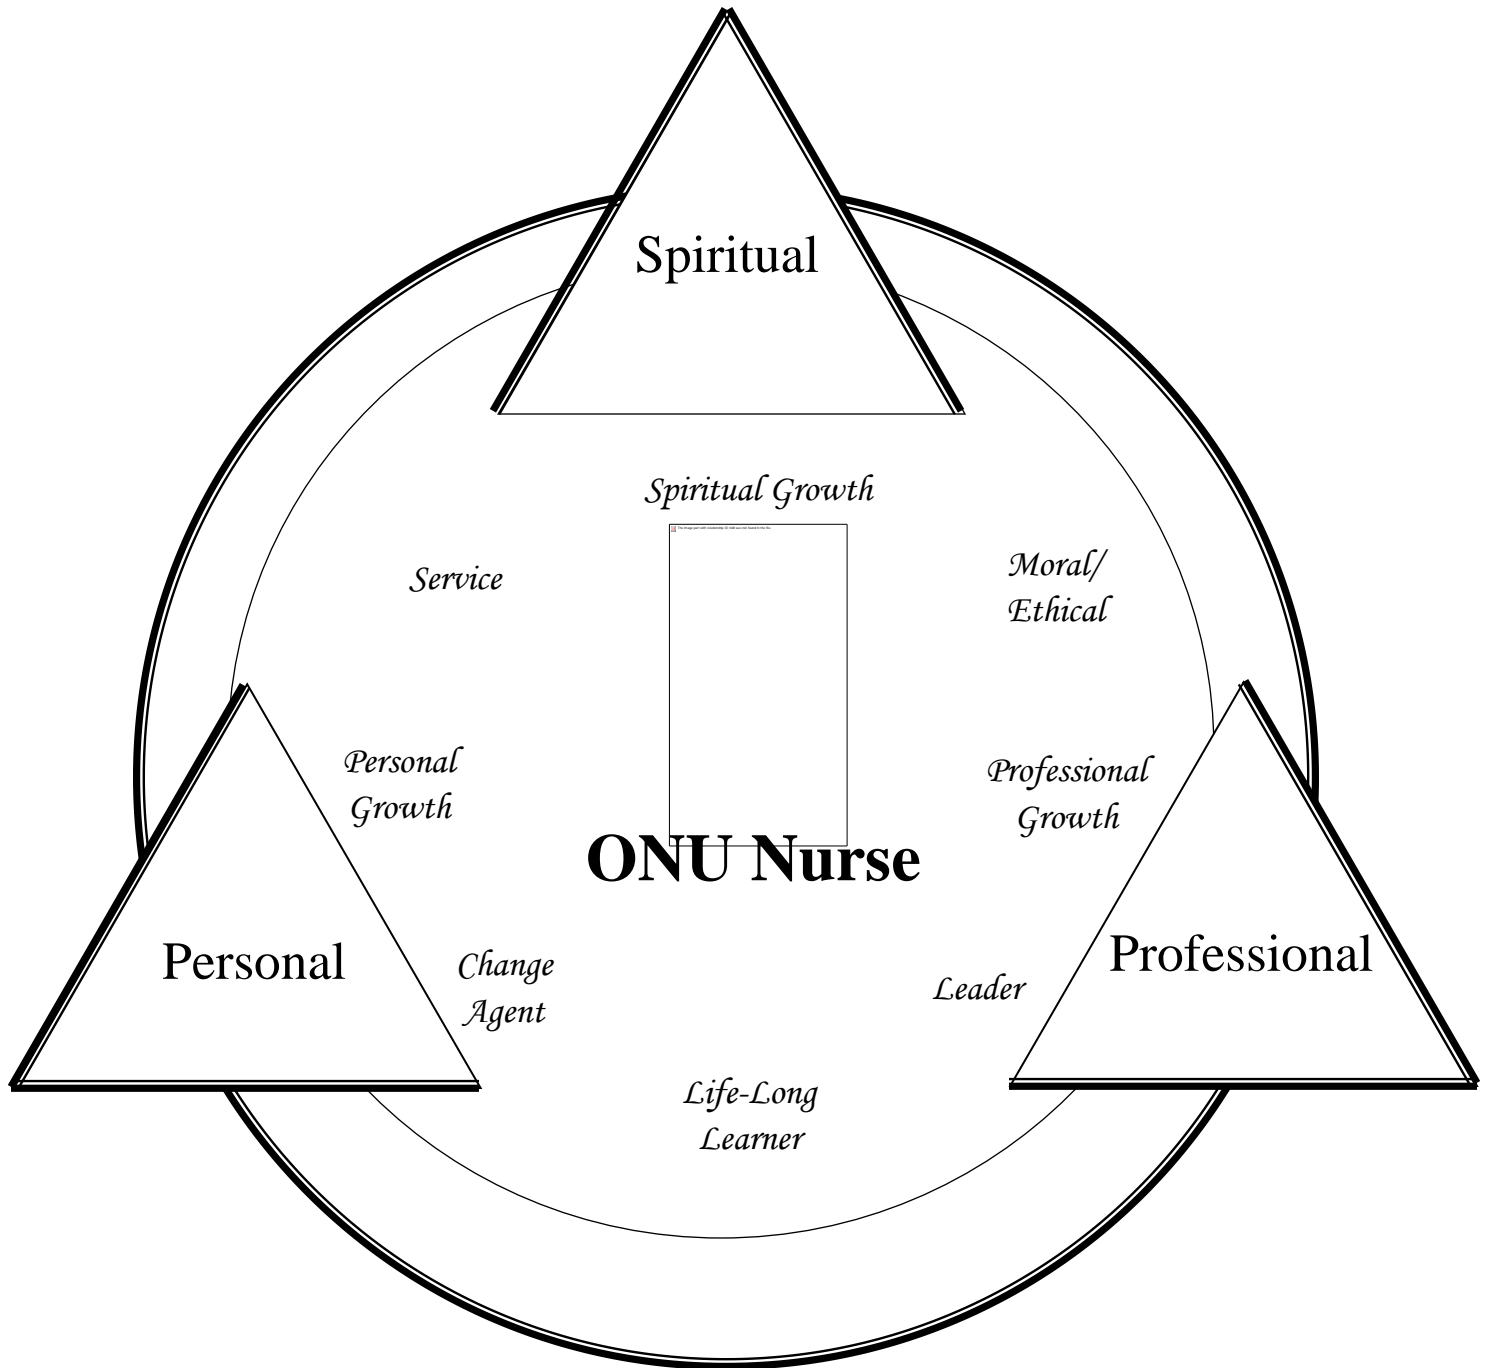 Spiritual
Spiritual Growth
Service
Moral/
Ethical
Personal
Growth
Professional
Growth
ONU Nurse
Personal
Professional
Change
Agent
Leader
Life-Long
Learner